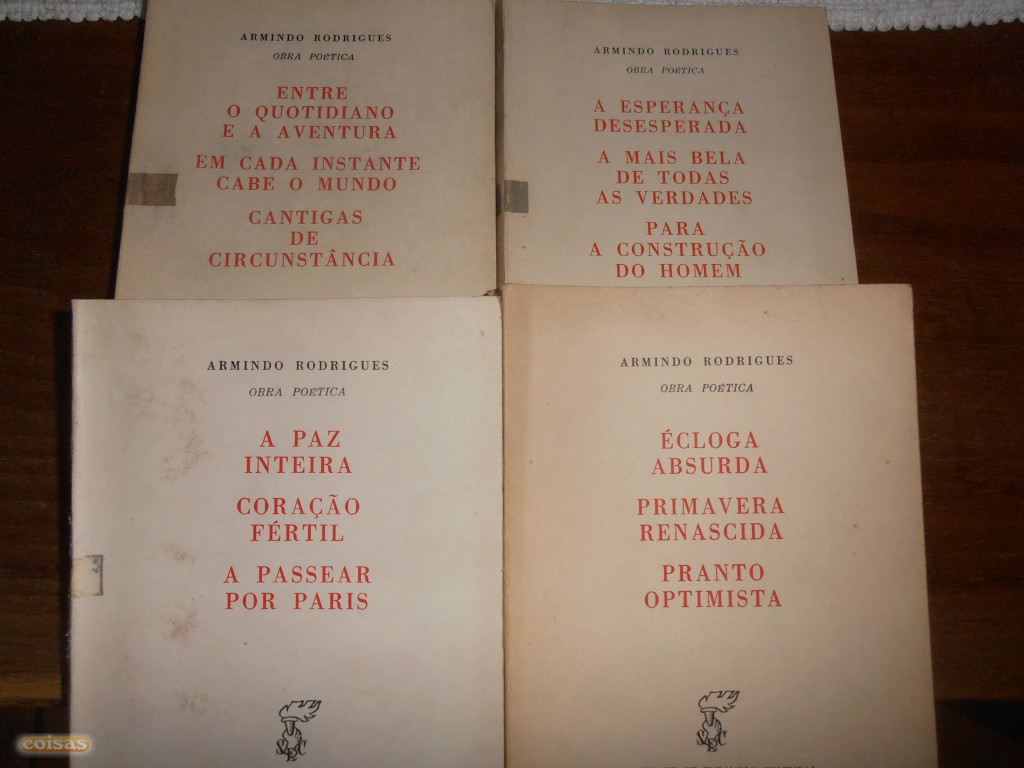 ARMINDO RODRIGUES
OBRA POÉTICA
ENTRE
O QUOTIDIANO
E A AVENTURA
EM CADA INSTANTE
CABE O MUNDO
CANTIGAS
DE
CIRCUNSTÂNCIA
ARMINDO RODRIGUES
OBRA POÉTICA
A ESPERANÇA
DESESPERADA
A MAIS BELA
DE TODAS
AS VERDADES
PARA
A CONSTRUÇÃO
DO HOMEM
ARMINDO RODRIGUES
OBRA POÉTICA
A PAZ
INTEIRA
CORAÇÃO
FÉRTIL
A PASSEAR
POR PARIS
ARMINDO RODRIGUES
OBRA POÉTICA
ÉCLOGA
ABSURDA
PRIMAVERA
RENASCIDA
PRANTO
OPTIMISTA
coisas